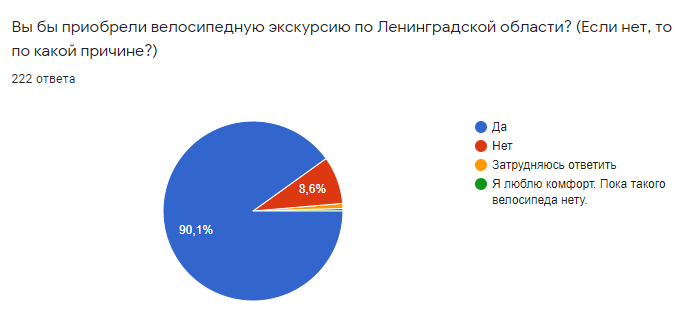 Вы бы приобрели велосипедную экскурсию по Ленинградской области? (Если нет, то
по какой причине?)
222 ответа
Да
Нет
Затрудняюсь ответить
Я люблю комфорт. Пока такого
велосипеда нету.
8,6%
90,1%